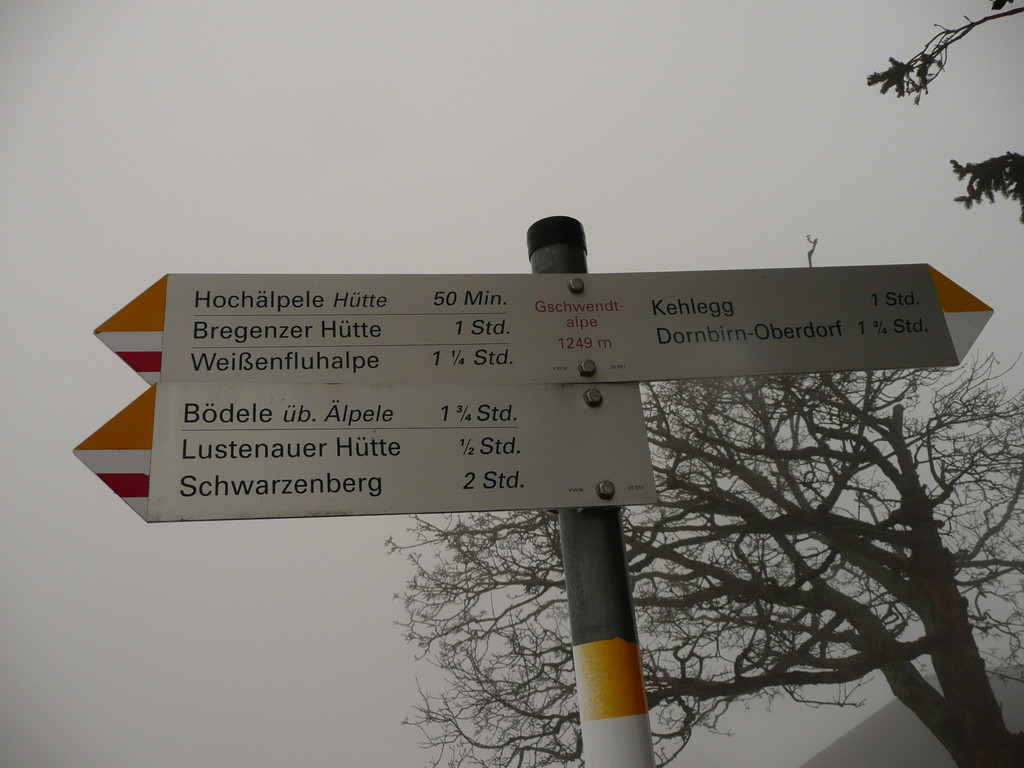 Hochälpele Hütte 50 Min.
Bregenzer Hütte 1 Std.
Weißenfluhalpe 1 ¼ Std.
Gschwendt-
alpe
1249 m
Kehlegg 1 Std.
Dornbirn-Oberdorf 1 ¾ Std.
Bödele üb. Älpele 1 ¾ Std.
Lustenauer Hütte ½ Std.
Schwarzenberg 2 Std.
VWW
VWW